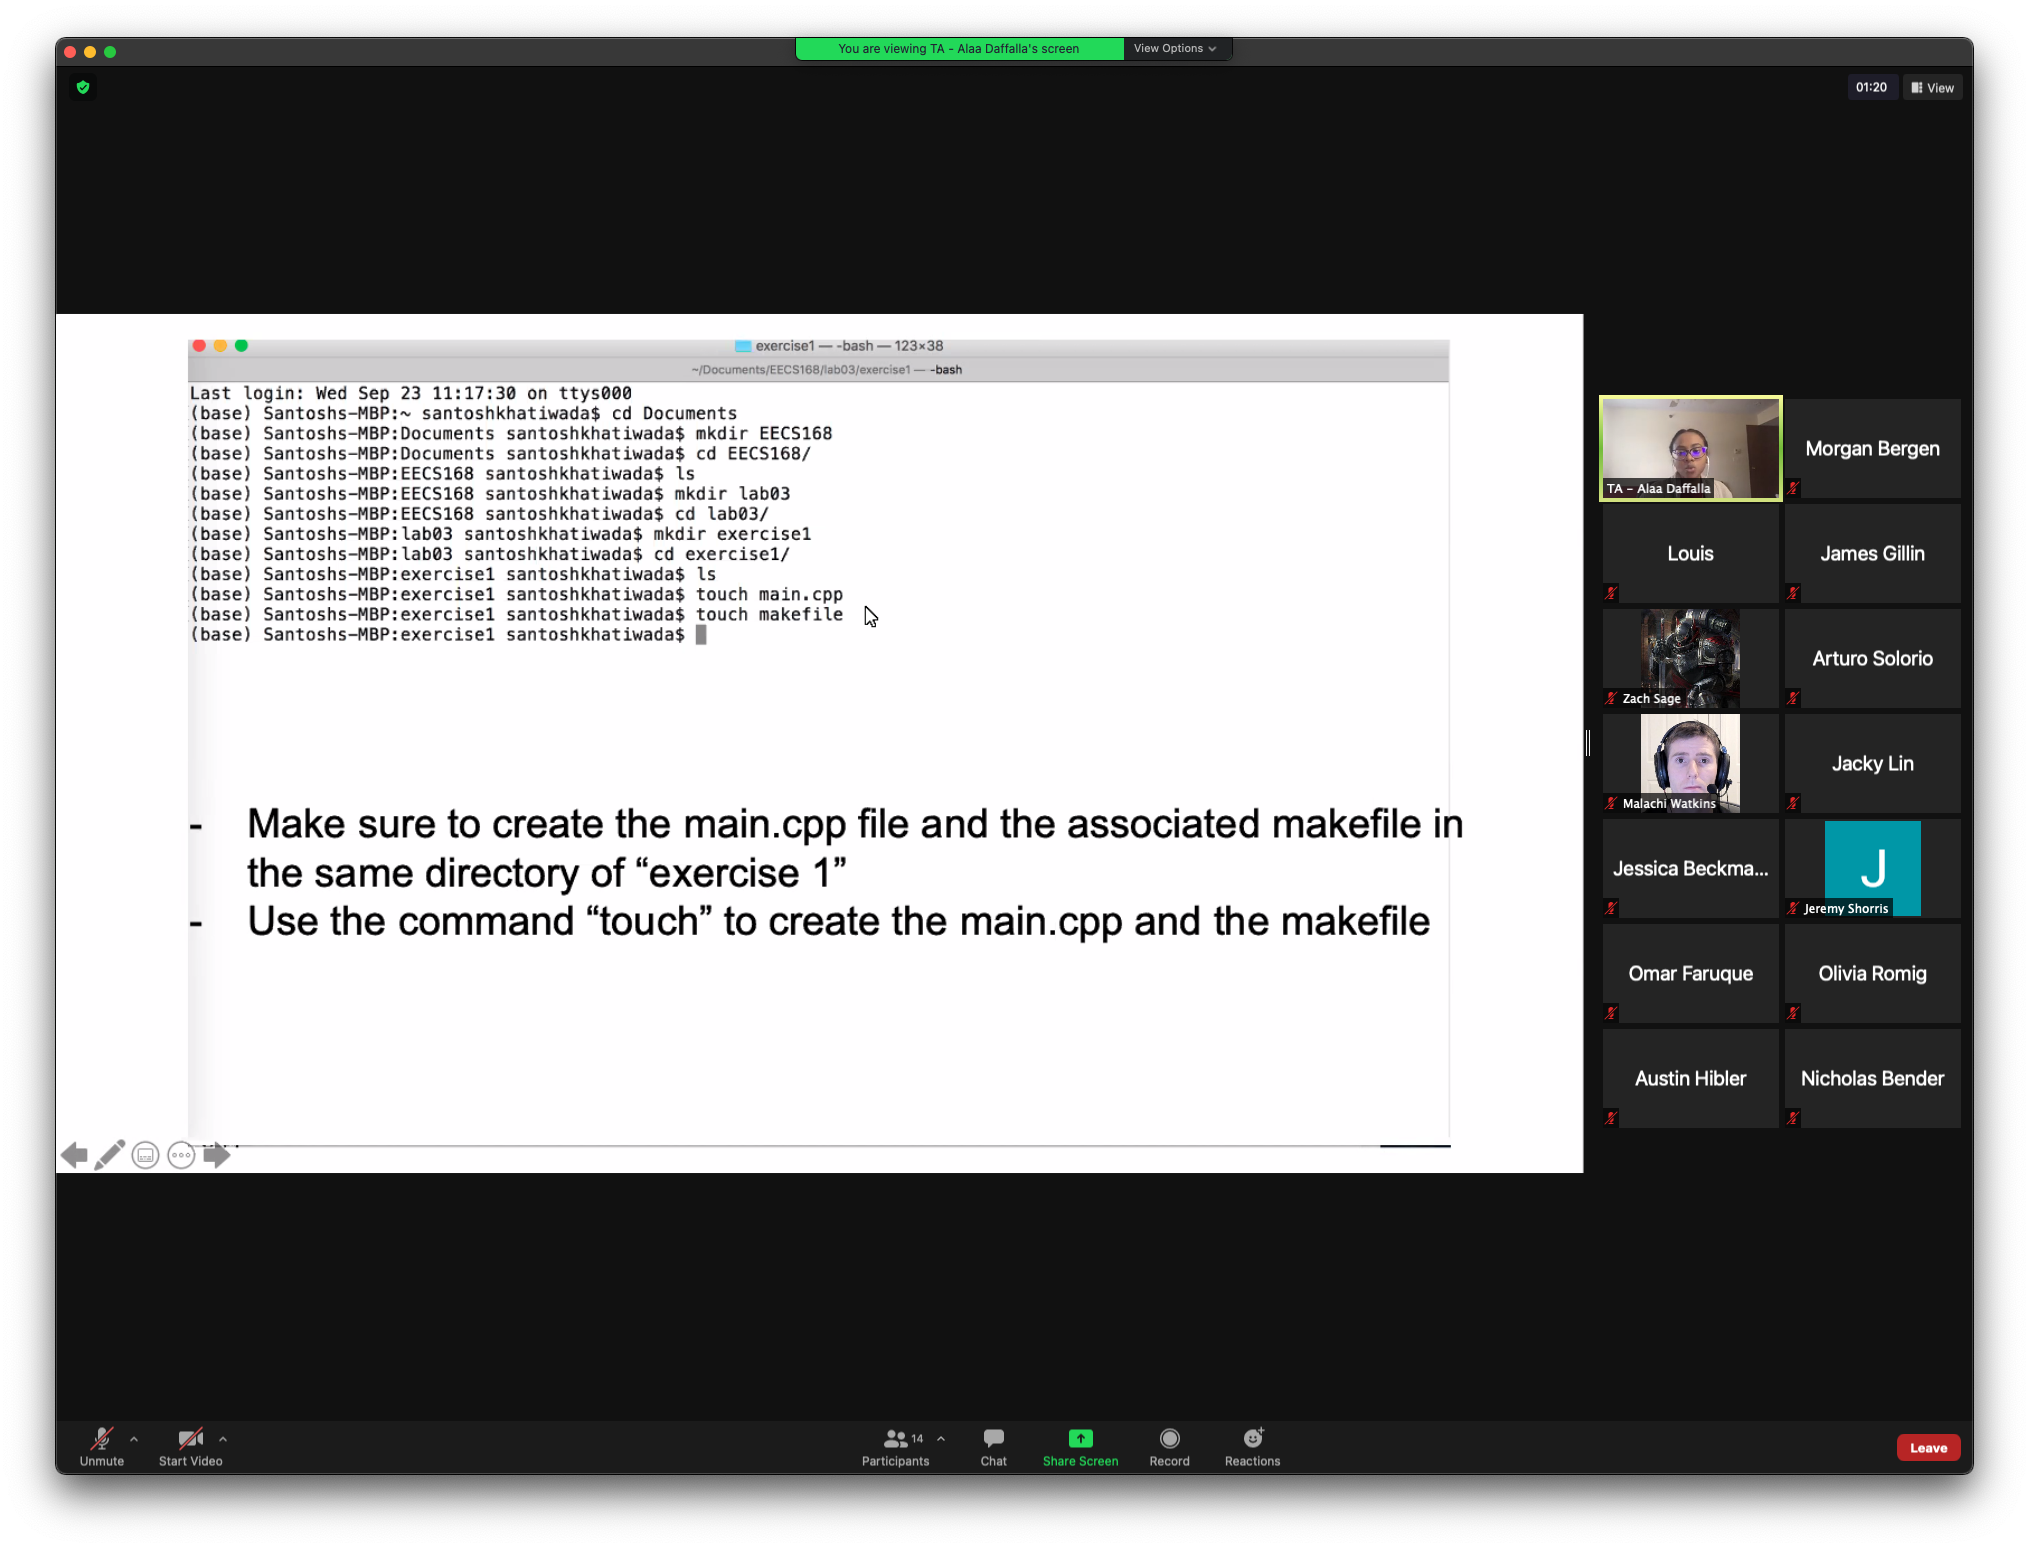 You are viewing TA - Alaa Daffalla's screen
View Options
01:20
View
exercise1 — -bash — 123×38
~/Documents/EECS168/lab03/exercise1 — -bash
Last login: Wed Sep 23 11:17:30 on ttys000
(base) Santoshs-MBP:~ santoshkhatiwada$ cd Documents
(base) Santoshs-MBP:Documents santoshkhatiwada$ mkdir EECS168
(base) Santoshs-MBP:Documents santoshkhatiwada$ cd EECS168/
(base) Santoshs-MBP:EECS168 santoshkhatiwada$ ls
(base) Santoshs-MBP:EECS168 santoshkhatiwada$ mkdir lab03
(base) Santoshs-MBP:EECS168 santoshkhatiwada$ cd lab03/
(base) Santoshs-MBP:lab03 santoshkhatiwada$ mkdir exercise1
(base) Santoshs-MBP:lab03 santoshkhatiwada$ cd exercise1/
(base) Santoshs-MBP:exercise1 santoshkhatiwada$ ls
(base) Santoshs-MBP:exercise1 santoshkhatiwada$ touch main.cpp
(base) Santoshs-MBP:exercise1 santoshkhatiwada$ touch makefile
(base) Santoshs-MBP:exercise1 santoshkhatiwada$
- Make sure to create the main.cpp file and the associated makefile in
the same directory of “exercise 1”
- Use the command “touch” to create the main.cpp and the makefile
TA - Alaa Daffalla
Morgan Bergen
Louis
James Gillin
Zach Sage
Arturo Solorio
Malachi Watkins
Jacky Lin
Jessica Beckma...
J
Jeremy Shorris
Omar Faruque
Olivia Romig
Austin Hibler
Nicholas Bender
Unmute
Start Video
14
Participants
Chat
Share Screen
Record
Reactions
Leave